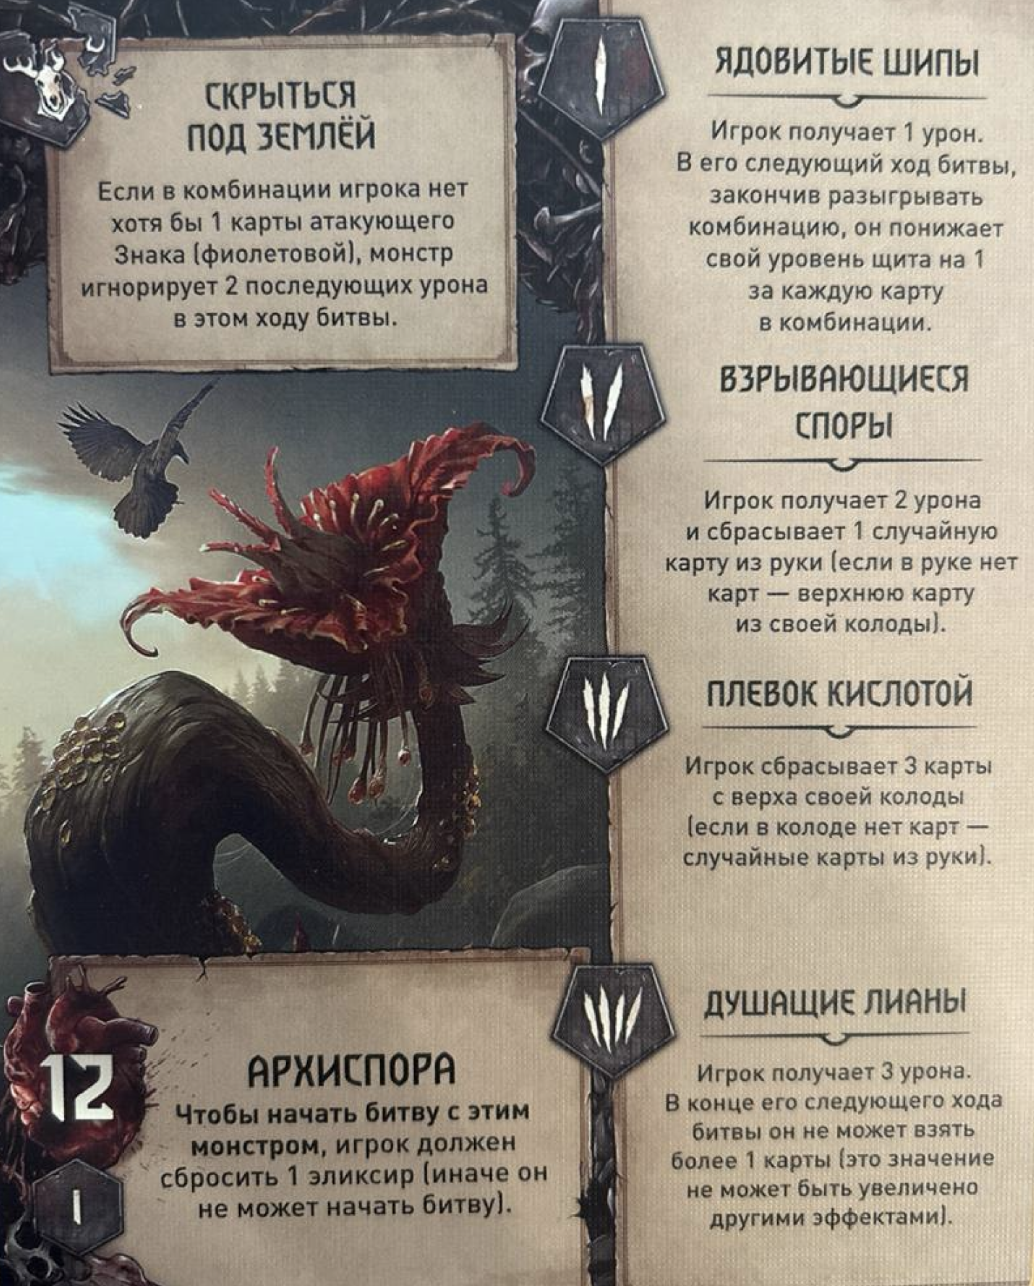 СКРЫТЬСЯ
ПОД ЗЕМЛЁЙ
Если в комбинации игрока нет
хотя бы 1 карты атакующего
Знака (фиолетовой), монстр
игнорирует 2 последующих урона
в этом ходу битвы.
ЯДОВИТЫЕ ШИПЫ
Игрок получает 1 урон.
В его следующий ход битвы,
закончив разыгрывать
комбинацию, он понижает
свой уровень щита на 1
за каждую карту
в комбинации.
ВЗРЫВАЮЩИЕСЯ
СПОРЫ
Игрок получает 2 урона
и сбрасывает 1 случайную
карту из руки (если в руке нет
карт — верхнюю карту
из своей колоды).
ПЛЕВОК КИСЛОТОЙ
Игрок сбрасывает 3 карты
с верха своей колоды
(если в колоде нет карт —
случайные карты из руки).
ДУШАЩИЕ ЛИАНЫ
Игрок получает 3 урона.
В конце его следующего хода
битвы он не может взять
более 1 карты (это значение
не может быть увеличено
другими эффектами).
12
АРХИСПОРА
Чтобы начать битву с этим
монстром, игрок должен
сбросить 1 эликсир (иначе он
не может начать битву).
I